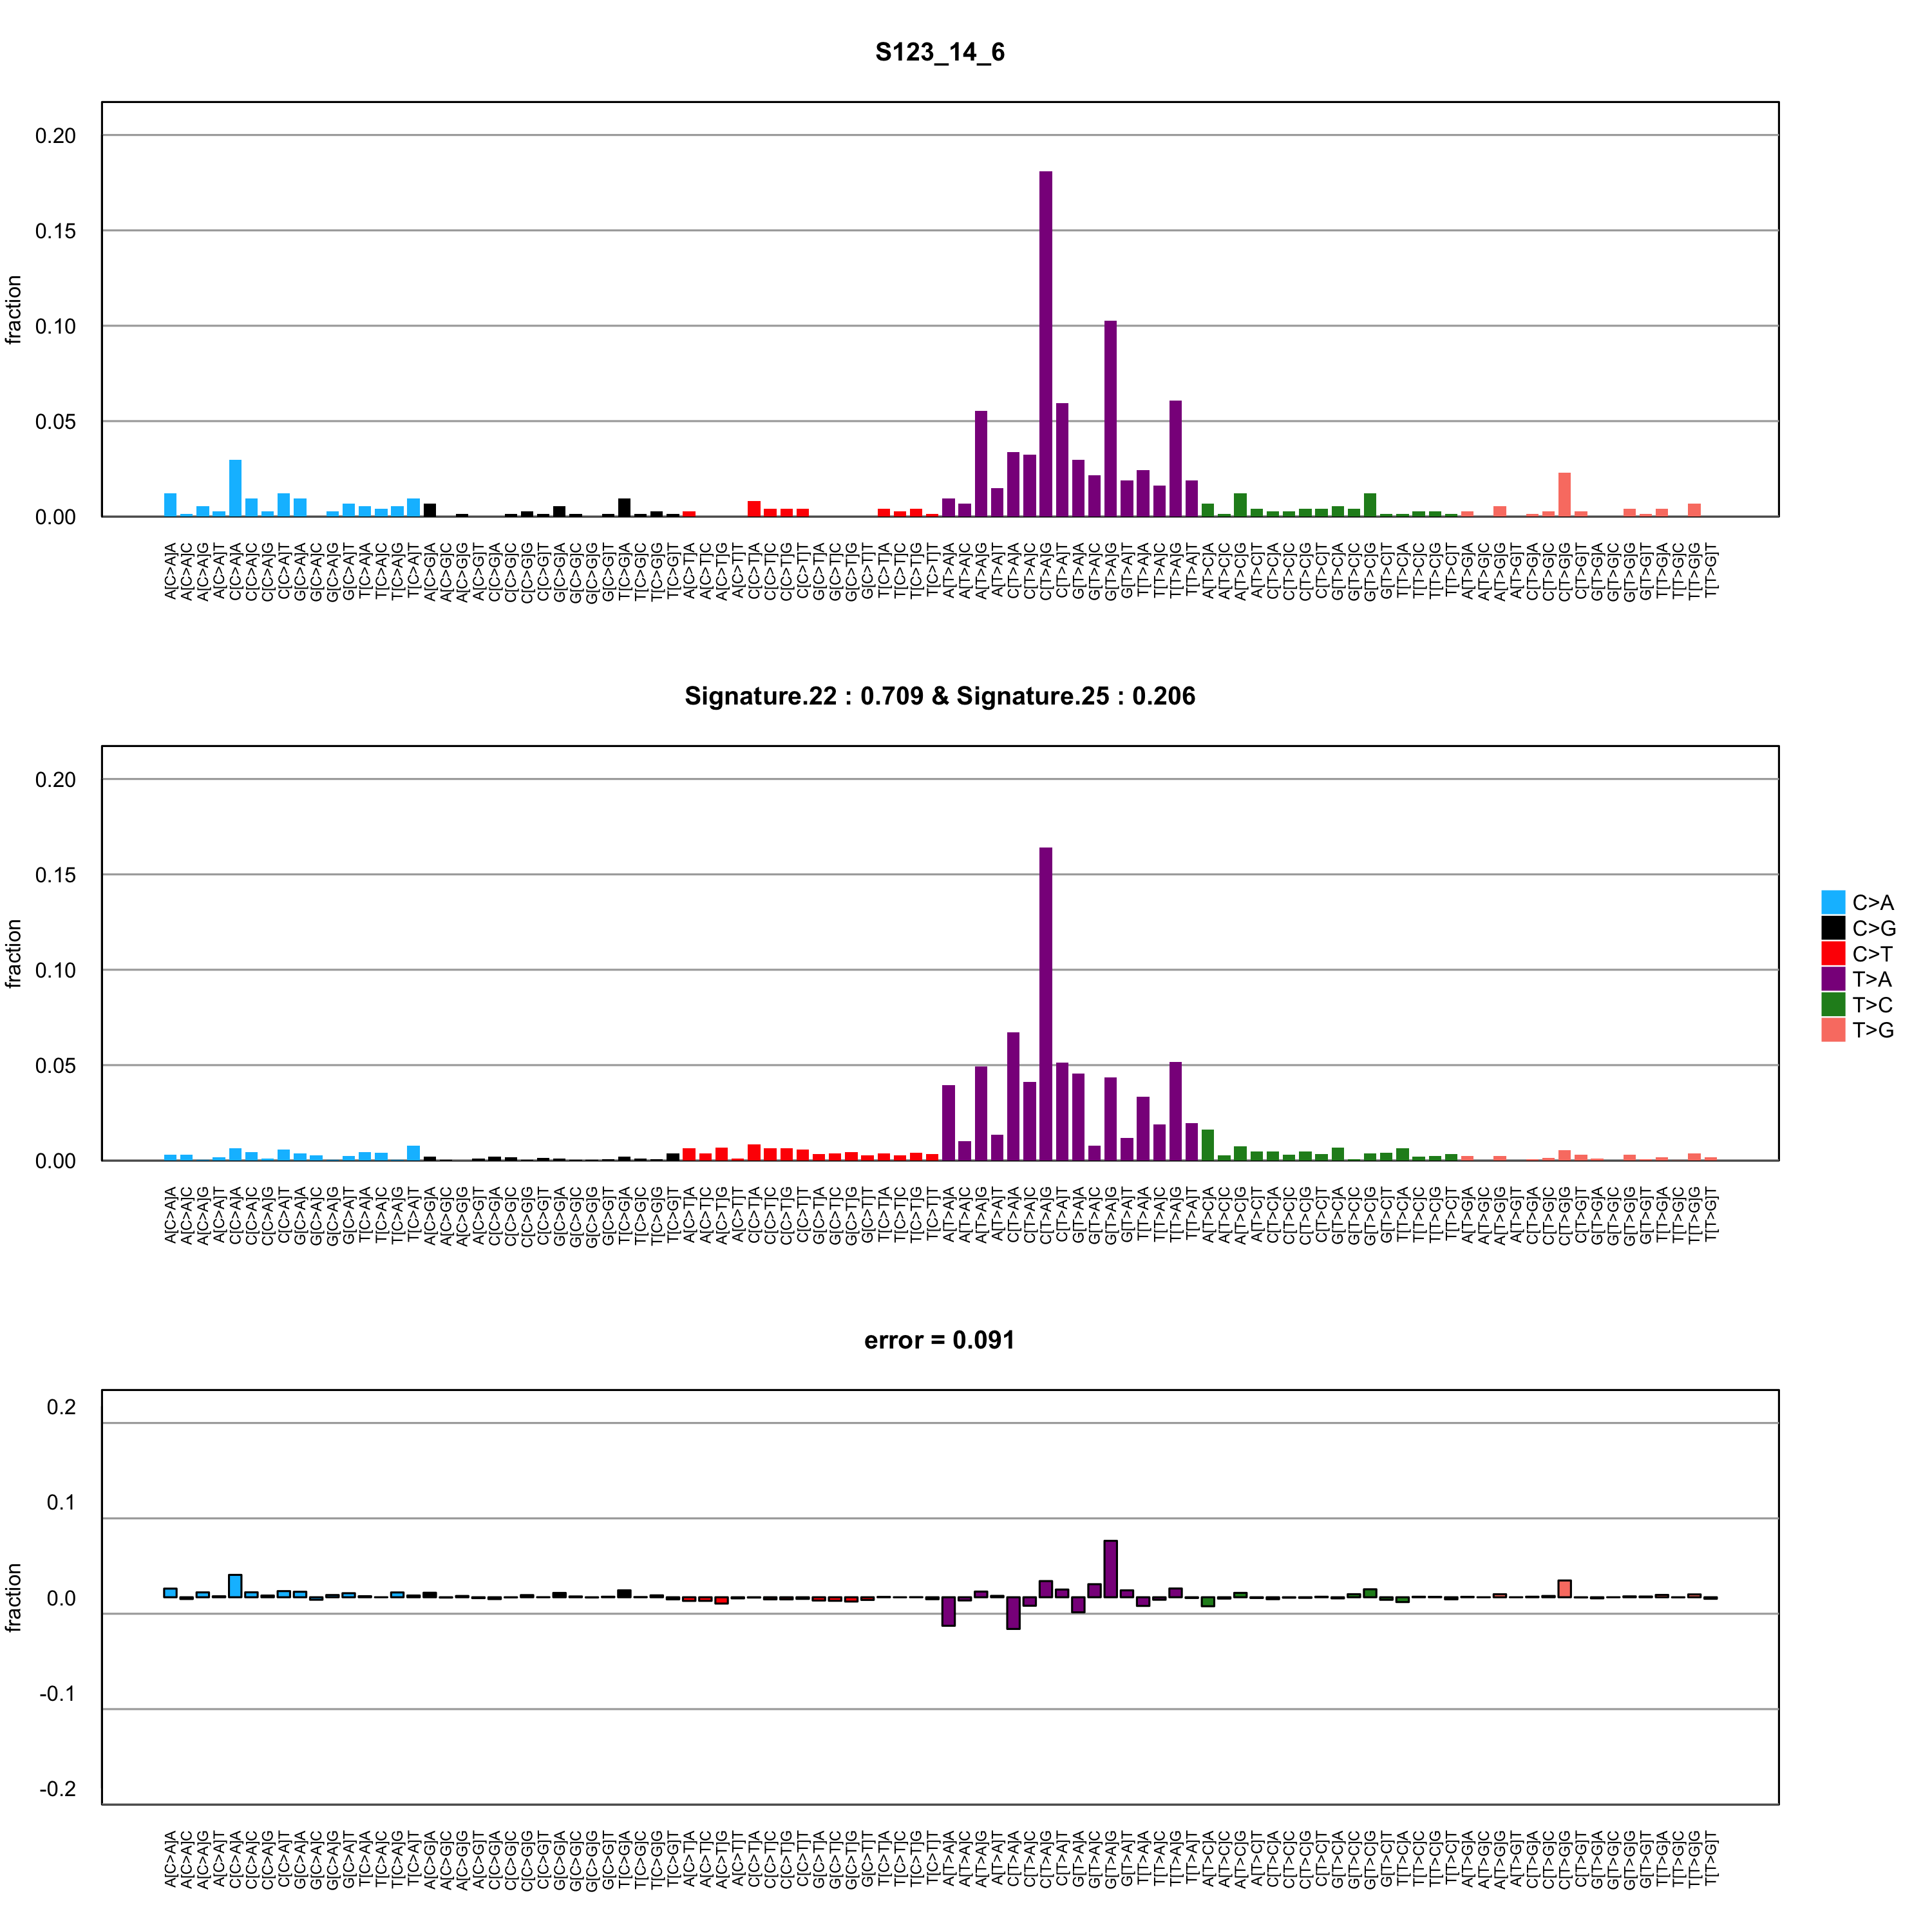 S123_14_6
0.20
0.15
0.10
0.05
0.00
fraction
A[C>A]A A[C>A]C A[C>A]G A[C>A]T C[C>A]A C[C>A]C C[C>A]G C[C>A]T G[C>A]A G[C>A]C G[C>A]G G[C>A]T T[C>A]A T[C>A]C T[C>A]G T[C>A]T A[C>G]A A[C>G]C A[C>G]G A[C>G]T C[C>G]A C[C>G]C C[C>G]G C[C>G]T G[C>G]A G[C>G]C G[C>G]G G[C>G]T T[C>G]A T[C>G]C T[C>G]G T[C>G]T A[C>T]A A[C>T]C A[C>T]G A[C>T]T C[C>T]A C[C>T]C C[C>T]G C[C>T]T G[C>T]A G[C>T]C G[C>T]G G[C>T]T T[C>T]A T[C>T]C T[C>T]G T[C>T]T A[T>A]A A[T>A]C A[T>A]G A[T>A]T C[T>A]A C[T>A]C C[T>A]G C[T>A]T G[T>A]A G[T>A]C G[T>A]G G[T>A]T T[T>A]A T[T>A]C T[T>A]G T[T>A]T A[T>C]A A[T>C]C A[T>C]G A[T>C]T C[T>C]A C[T>C]C C[T>C]G C[T>C]T G[T>C]A G[T>C]C G[T>C]G G[T>C]T T[T>C]A T[T>C]C T[T>C]G T[T>C]T A[T>G]A A[T>G]C A[T>G]G A[T>G]T C[T>G]A C[T>G]C C[T>G]G C[T>G]T G[T>G]A G[T>G]C G[T>G]G G[T>G]T T[T>G]A T[T>G]C T[T>G]G T[T>G]T
Signature.22 : 0.709 & Signature.25 : 0.206
0.20
0.15
0.10
0.05
0.00
fraction
A[C>A]A A[C>A]C A[C>A]G A[C>A]T C[C>A]A C[C>A]C C[C>A]G C[C>A]T G[C>A]A G[C>A]C G[C>A]G G[C>A]T T[C>A]A T[C>A]C T[C>A]G T[C>A]T A[C>G]A A[C>G]C A[C>G]G A[C>G]T C[C>G]A C[C>G]C C[C>G]G C[C>G]T G[C>G]A G[C>G]C G[C>G]G G[C>G]T T[C>G]A T[C>G]C T[C>G]G T[C>G]T A[C>T]A A[C>T]C A[C>T]G A[C>T]T C[C>T]A C[C>T]C C[C>T]G C[C>T]T G[C>T]A G[C>T]C G[C>T]G G[C>T]T T[C>T]A T[C>T]C T[C>T]G T[C>T]T A[T>A]A A[T>A]C A[T>A]G A[T>A]T C[T>A]A C[T>A]C C[T>A]G C[T>A]T G[T>A]A G[T>A]C G[T>A]G G[T>A]T T[T>A]A T[T>A]C T[T>A]G T[T>A]T A[T>C]A A[T>C]C A[T>C]G A[T>C]T C[T>C]A C[T>C]C C[T>C]G C[T>C]T G[T>C]A G[T>C]C G[T>C]G G[T>C]T T[T>C]A T[T>C]C T[T>C]G T[T>C]T A[T>G]A A[T>G]C A[T>G]G A[T>G]T C[T>G]A C[T>G]C C[T>G]G C[T>G]T G[T>G]A G[T>G]C G[T>G]G G[T>G]T T[T>G]A T[T>G]C T[T>G]G T[T>G]T
C>A
C>G
C>T
T>A
T>C
T>G
error = 0.091
0.2
0.1
0.0
-0.1
-0.2
fraction
A[C>A]A A[C>A]C A[C>A]G A[C>A]T C[C>A]A C[C>A]C C[C>A]G C[C>A]T G[C>A]A G[C>A]C G[C>A]G G[C>A]T T[C>A]A T[C>A]C T[C>A]G T[C>A]T A[C>G]A A[C>G]C A[C>G]G A[C>G]T C[C>G]A C[C>G]C C[C>G]G C[C>G]T G[C>G]A G[C>G]C G[C>G]G G[C>G]T T[C>G]A T[C>G]C T[C>G]G T[C>G]T A[C>T]A A[C>T]C A[C>T]G A[C>T]T C[C>T]A C[C>T]C C[C>T]G C[C>T]T G[C>T]A G[C>T]C G[C>T]G G[C>T]T T[C>T]A T[C>T]C T[C>T]G T[C>T]T A[T>A]A A[T>A]C A[T>A]G A[T>A]T C[T>A]A C[T>A]C C[T>A]G C[T>A]T G[T>A]A G[T>A]C G[T>A]G G[T>A]T T[T>A]A T[T>A]C T[T>A]G T[T>A]T A[T>C]A A[T>C]C A[T>C]G A[T>C]T C[T>C]A C[T>C]C C[T>C]G C[T>C]T G[T>C]A G[T>C]C G[T>C]G G[T>C]T T[T>C]A T[T>C]C T[T>C]G T[T>C]T A[T>G]A A[T>G]C A[T>G]G A[T>G]T C[T>G]A C[T>G]C C[T>G]G C[T>G]T G[T>G]A G[T>G]C G[T>G]G G[T>G]T T[T>G]A T[T>G]C T[T>G]G T[T>G]T